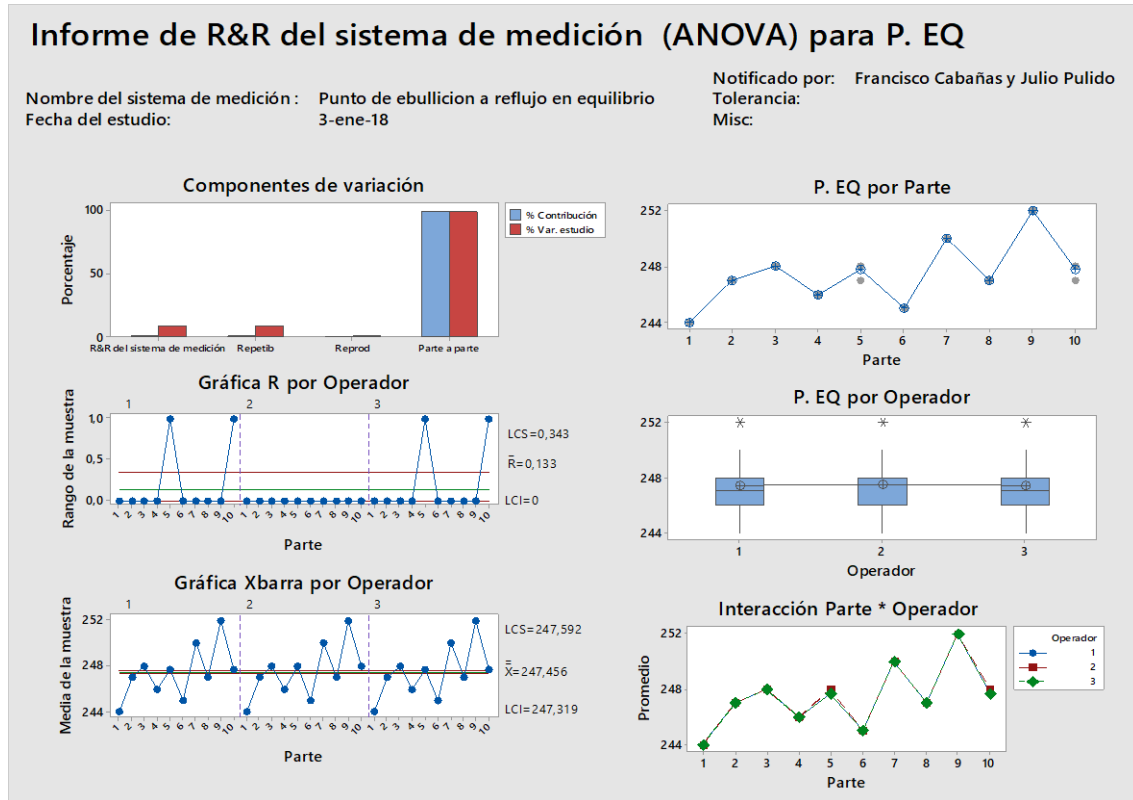 Informe de R&R del sistema de medición (ANOVA) para P. EQ
Notificado por: Francisco Cabañas y Julio Pulido
Nombre del sistema de medición : Punto de ebullicion a reflujo en equilibrio
Tolerancia:
Fecha del estudio: 3-ene-18
Misc:
Componentes de variación
100
50
0
Porcentaje
% Contribución
% Var. estudio
R&R del sistema de medición Repetib Reprod Parte a parte
P. EQ por Parte
252
248
244
1 2 3 4 5 6 7 8 9 10
Parte
Gráfica R por Operador
1 2 3
Rango de la muestra
1,0
0,5
0,0
LCS=0,343
R=0,133
LCI=0
1 2 3 4 5 6 7 8 9 10 1 2 3 4 5 6 7 8 9 10 1 2 3 4 5 6 7 8 9 10
Parte
P. EQ por Operador
252
248
244
1 2 3
Operador
Gráfica Xbarra por Operador
1 2 3
Media de la muestra
252
248
244
LCS=247,592
X=247,456
LCI=247,319
1 2 3 4 5 6 7 8 9 10 1 2 3 4 5 6 7 8 9 10 1 2 3 4 5 6 7 8 9 10
Parte
Interacción Parte * Operador
Promedio
252
248
244
1 2 3 4 5 6 7 8 9 10
Parte
Operador
1
2
3